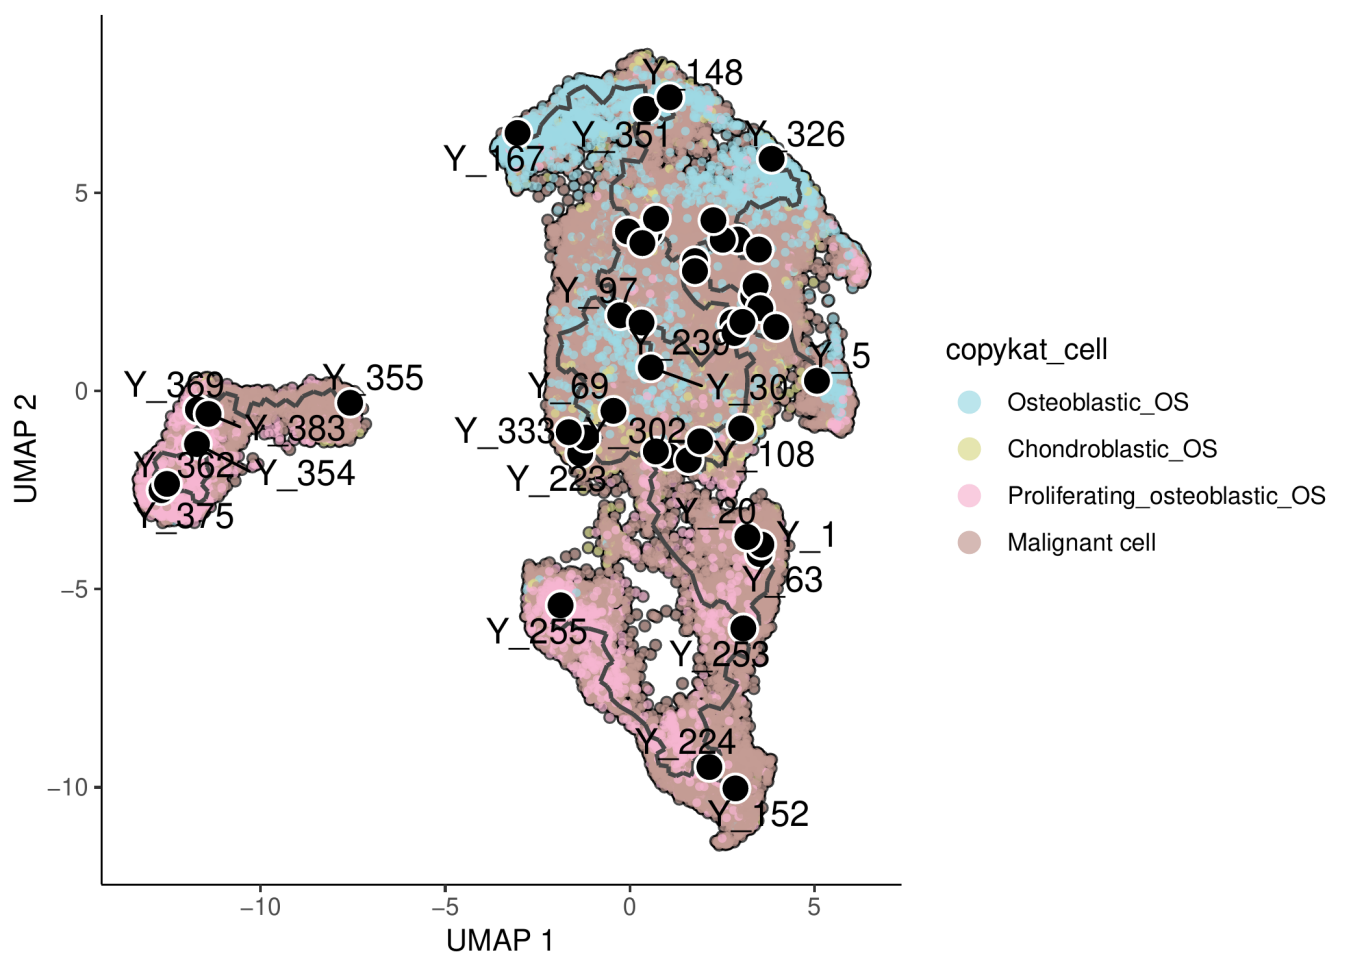 Y_148
Y_351
Y_326
Y_167
Y_97
Y_239
Y_5
Y_369
Y_355
Y_69
Y_30
Y_383
Y_333
Y_302
Y_108
Y_362
Y_354
Y_223
Y_375
Y_20
Y_1
Y_63
Y_255
Y_253
Y_224
Y_152
5
0
−5
−10
UMAP 2
−10
−5
0
5
UMAP 1
copykat_cell
Osteoblastic_OS
Chondroblastic_OS
Proliferating_osteoblastic_OS
Malignant cell